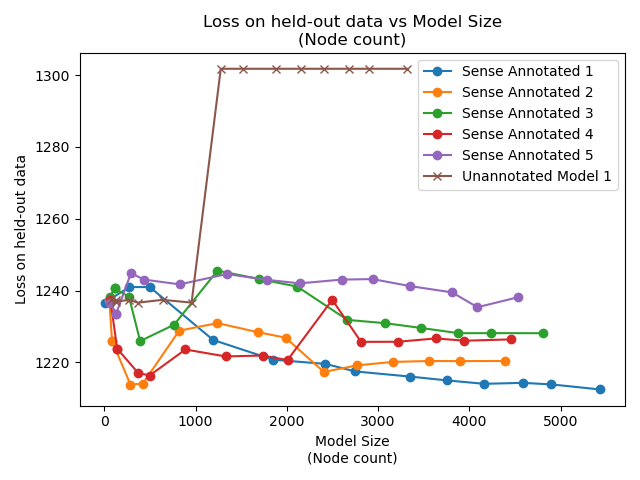 Loss on held-out data vs Model Size
(Node count)
Loss on held-out data
1300
1280
1260
1240
1220
Sense Annotated 1
Sense Annotated 2
Sense Annotated 3
Sense Annotated 4
Sense Annotated 5
Unannotated Model 1
0 1000 2000 3000 4000 5000
Model Size
(Node count)